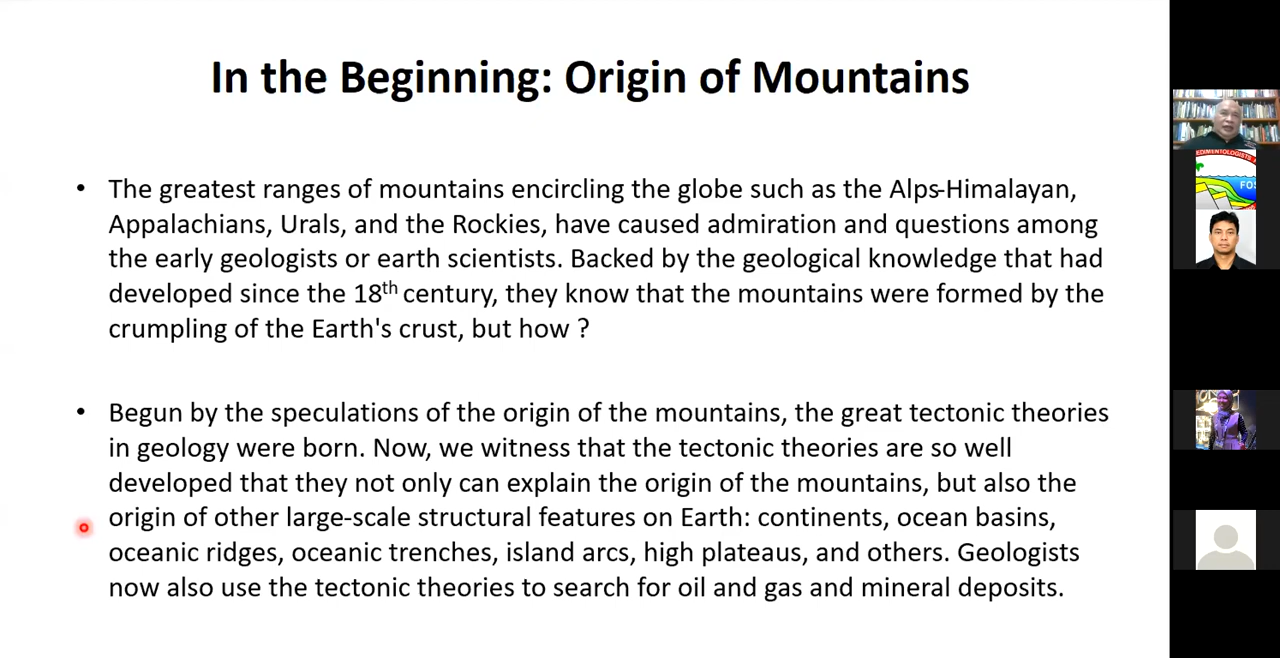 In the Beginning: Origin of Mountains
• The greatest ranges of mountains encircling the globe such as the Alps-Himalayan,
Appalachians, Urals, and the Rockies, have caused admiration and questions among
the early geologists or earth scientists. Backed by the geological knowledge that had
developed since the 18th century, they know that the mountains were formed by the
crumpling of the Earth's crust, but how ?
• Begun by the speculations of the origin of the mountains, the great tectonic theories
in geology were born. Now, we witness that the tectonic theories are so well
developed that they not only can explain the origin of the mountains, but also the
origin of other large-scale structural features on Earth: continents, ocean basins,
oceanic ridges, oceanic trenches, island arcs, high plateaus, and others. Geologists
now also use the tectonic theories to search for oil and gas and mineral deposits.
EDIMENTOLOGISTS
FOS